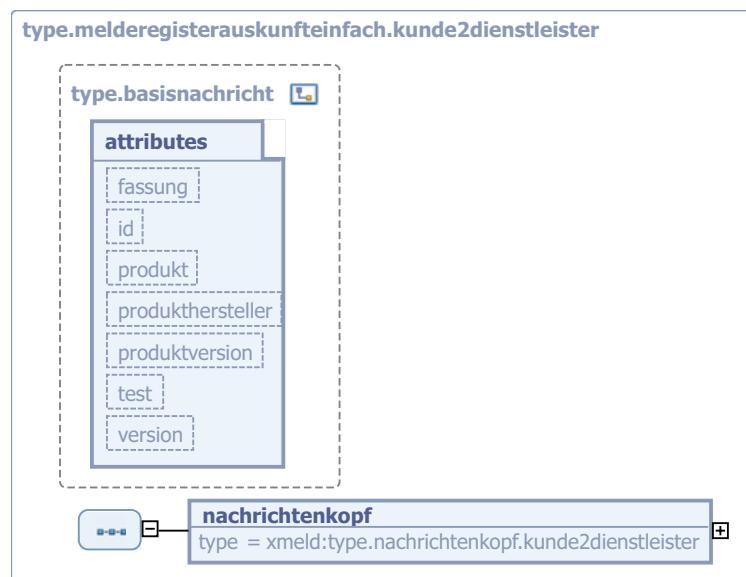 type.melderegisterauskunfteinfach.kunde2dienstleister
type.basisnachricht
attributes
fassung
id
produkt
produkthersteller
produktversion
test
version
nachrichtenkopf
type = xmeld:type.nachrichtenkopf.kunde2dienstleister